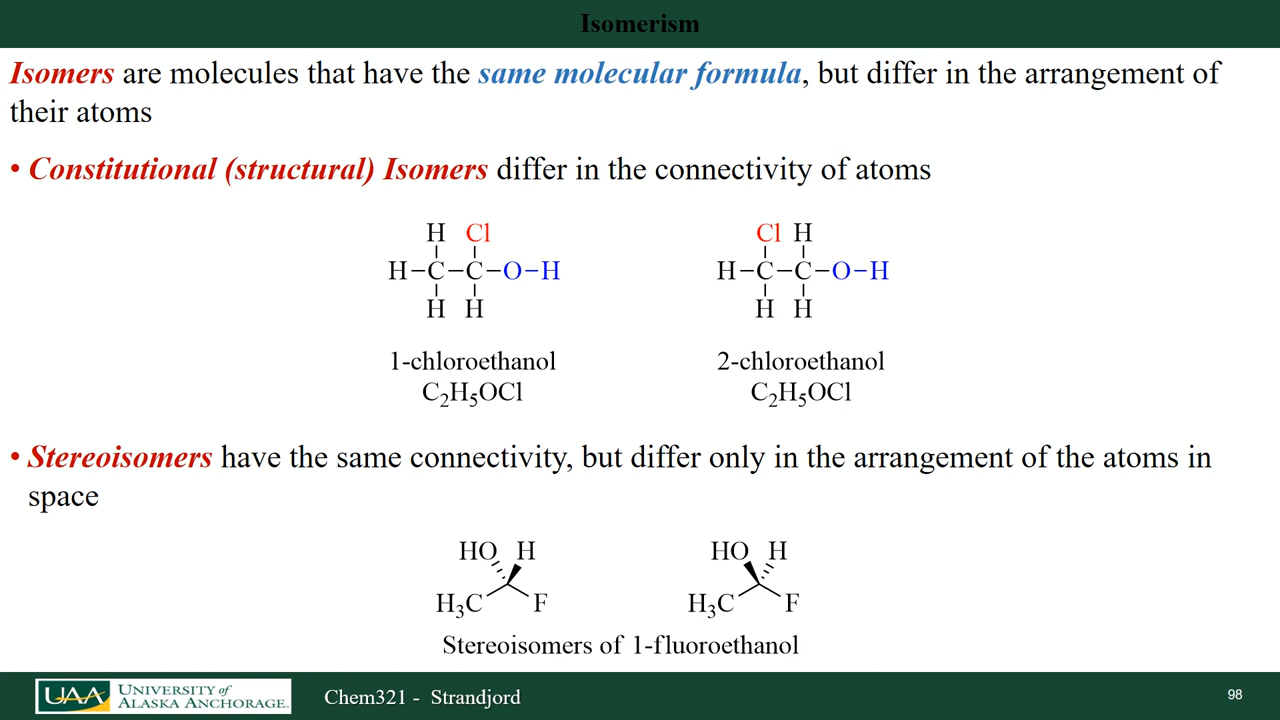 Isomerism
Isomers are molecules that have the same molecular formula, but differ in the arrangement of
their atoms
• Constitutional (structural) Isomers differ in the connectivity of atoms
H Cl
H–C–C–O–H
H H
1-chloroethanol
C₂H₅OCl
Cl H
H–C–C–O–H
H H
2-chloroethanol
C₂H₅OCl
• Stereoisomers have the same connectivity, but differ only in the arrangement of the atoms in
space
HO H
H₃C F
HO H
H₃C F
Stereoisomers of 1-fluoroethanol
UAA
UNIVERSITY of
ALASKA ANCHORAGE.
Chem321 - Strandjord
98